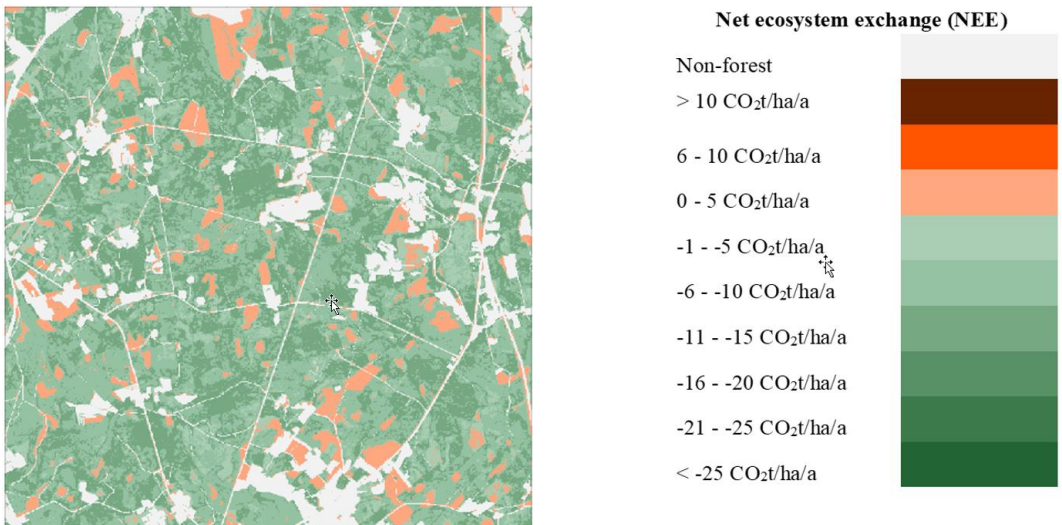 Net ecosystem exchange (NEE)
Non-forest
> 10 CO₂t/ha/a
6 - 10 CO₂t/ha/a
0 - 5 CO₂t/ha/a
-1 - -5 CO₂t/ha/a
-6 - -10 CO₂t/ha/a
-11 - -15 CO₂t/ha/a
-16 - -20 CO₂t/ha/a
-21 - -25 CO₂t/ha/a
< -25 CO₂t/ha/a